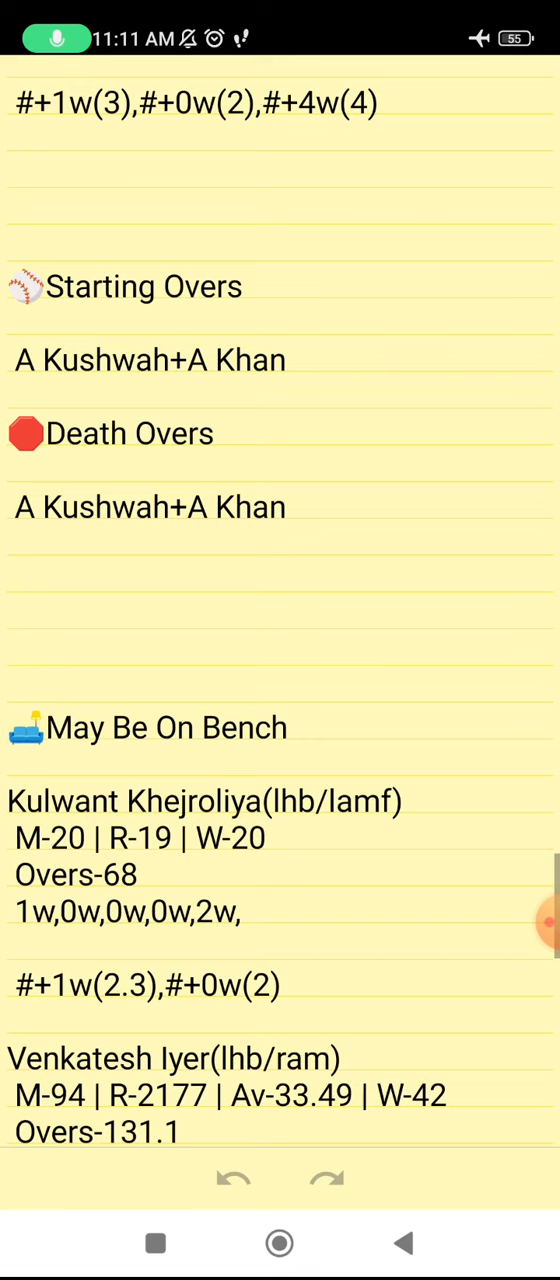 11:11 AM
55
#+1w(3),#+0w(2),#+4w(4)
⚾Starting Overs
A Kushwah+A Khan
🛑Death Overs
A Kushwah+A Khan
🛋️May Be On Bench
Kulwant Khejroliya(lhb/lamf)
M-20 | R-19 | W-20
Overs-68
1w,0w,0w,0w,2w,
#+1w(2.3),#+0w(2)
Venkatesh Iyer(lhb/ram)
M-94 | R-2177 | Av-33.49 | W-42
Overs-131.1